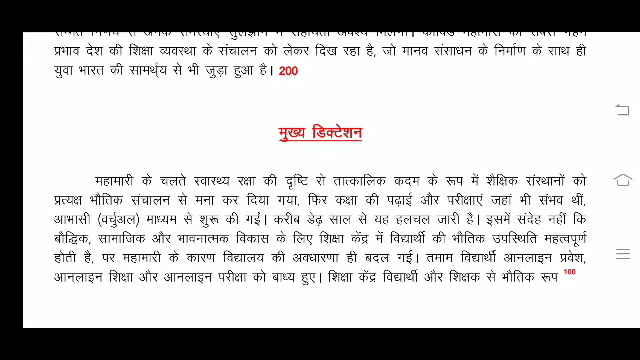 प्रभाव देश की शिक्षा व्यवस्था के संचालन को लेकर दिख रहा है, जो मानव संसाधन के निर्माण के साथ ही
युवा भारत की सामर्थ्य से भी जुड़ा हुआ है। 200
मुख्य डिक्टेशन
महामारी के चलते स्वास्थ्य रक्षा की दृष्टि से तात्कालिक कदम के रूप में शैक्षिक संस्थानों को
प्रत्यक्ष भौतिक संचालन से मना कर दिया गया, फिर कक्षा की पढ़ाई और परीक्षाएं जहां भी संभव थीं,
आभासी (वर्चुअल) माध्यम से शुरू की गईं। करीब डेढ़ साल से यह हलचल जारी है। इसमें संदेह नहीं कि
बौद्धिक, सामाजिक और भावनात्मक विकास के लिए शिक्षा केंद्र में विद्यार्थी की भौतिक उपस्थिति महत्वपूर्ण
होती है, पर महामारी के कारण विद्यालय की अवधारणा ही बदल गई। तमाम विद्यार्थी आनलाइन प्रवेश,
आनलाइन शिक्षा और आनलाइन परीक्षा को बाध्य हुए। शिक्षा केंद्र विद्यार्थी और शिक्षक से भौतिक रूप 100